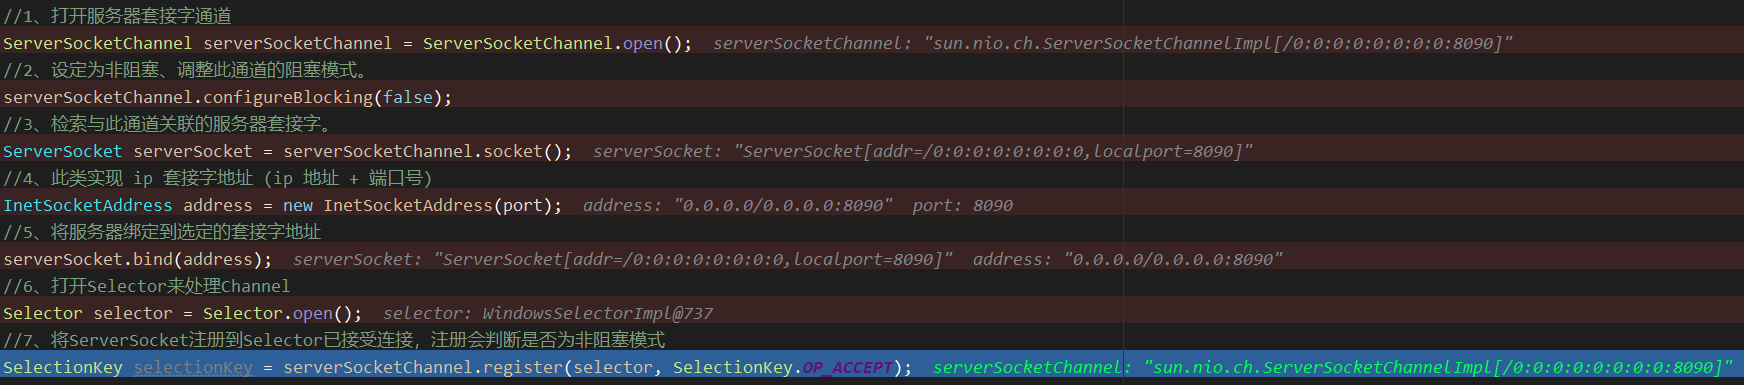 //1、打开服务器套接字通道
ServerSocketChannel serverSocketChannel = ServerSocketChannel.open();  serverSocketChannel: "sun.nio.ch.ServerSocketChannelImpl[/0:0:0:0:0:0:0:0:8090]"
//2、设定为非阻塞、调整此通道的阻塞模式。
serverSocketChannel.configureBlocking(false);
//3、检索与此通道关联的服务器套接字。
ServerSocket serverSocket = serverSocketChannel.socket();  serverSocket: "ServerSocket[addr=/0:0:0:0:0:0:0:0,localport=8090]"
//4、此类实现 ip 套接字地址 (ip 地址 + 端口号)
InetSocketAddress address = new InetSocketAddress(port);  address: "0.0.0.0/0.0.0.0:8090"  port: 8090
//5、将服务器绑定到选定的套接字地址
serverSocket.bind(address);  serverSocket: "ServerSocket[addr=/0:0:0:0:0:0:0:0,localport=8090]"  address: "0.0.0.0/0.0.0.0:8090"
//6、打开Selector来处理Channel
Selector selector = Selector.open();  selector: WindowsSelectorImpl@737
//7、将ServerSocket注册到Selector已接受连接，注册会判断是否为非阻塞模式
SelectionKey selectionKey = serverSocketChannel.register(selector, SelectionKey.OP_ACCEPT);  serverSocketChannel: "sun.nio.ch.ServerSocketChannelImpl[/0:0:0:0:0:0:0:0:8090]"